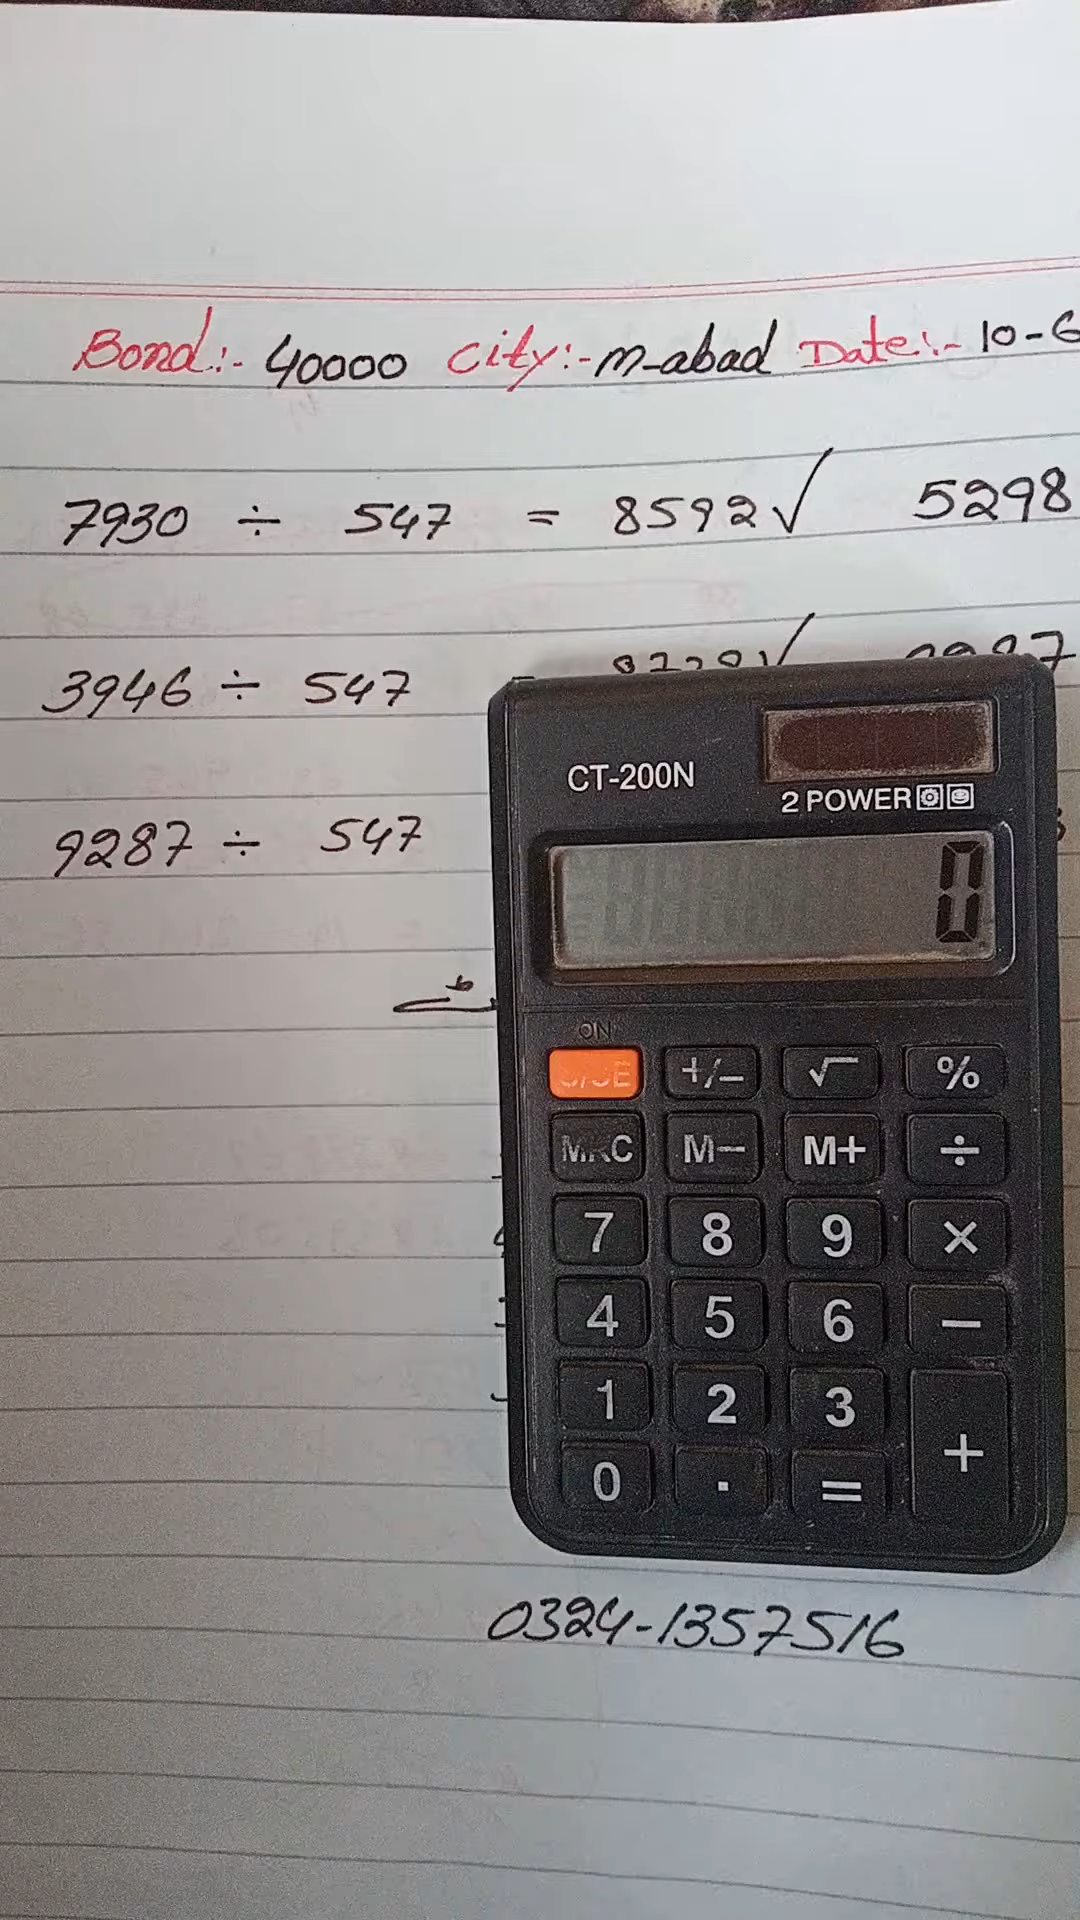 Bond:- 40000 City:- m-abad Date:- 10-6
7930 ÷ 547 = 8592√ 5298
3946 ÷ 547
9287 ÷ 547
CT-200N
2 POWER
0
ON
C/CE +/− √ % 
MRC M− M+ ÷
7 8 9 ×
4 5 6 −
1 2 3
+
0 . =
0324-1357516